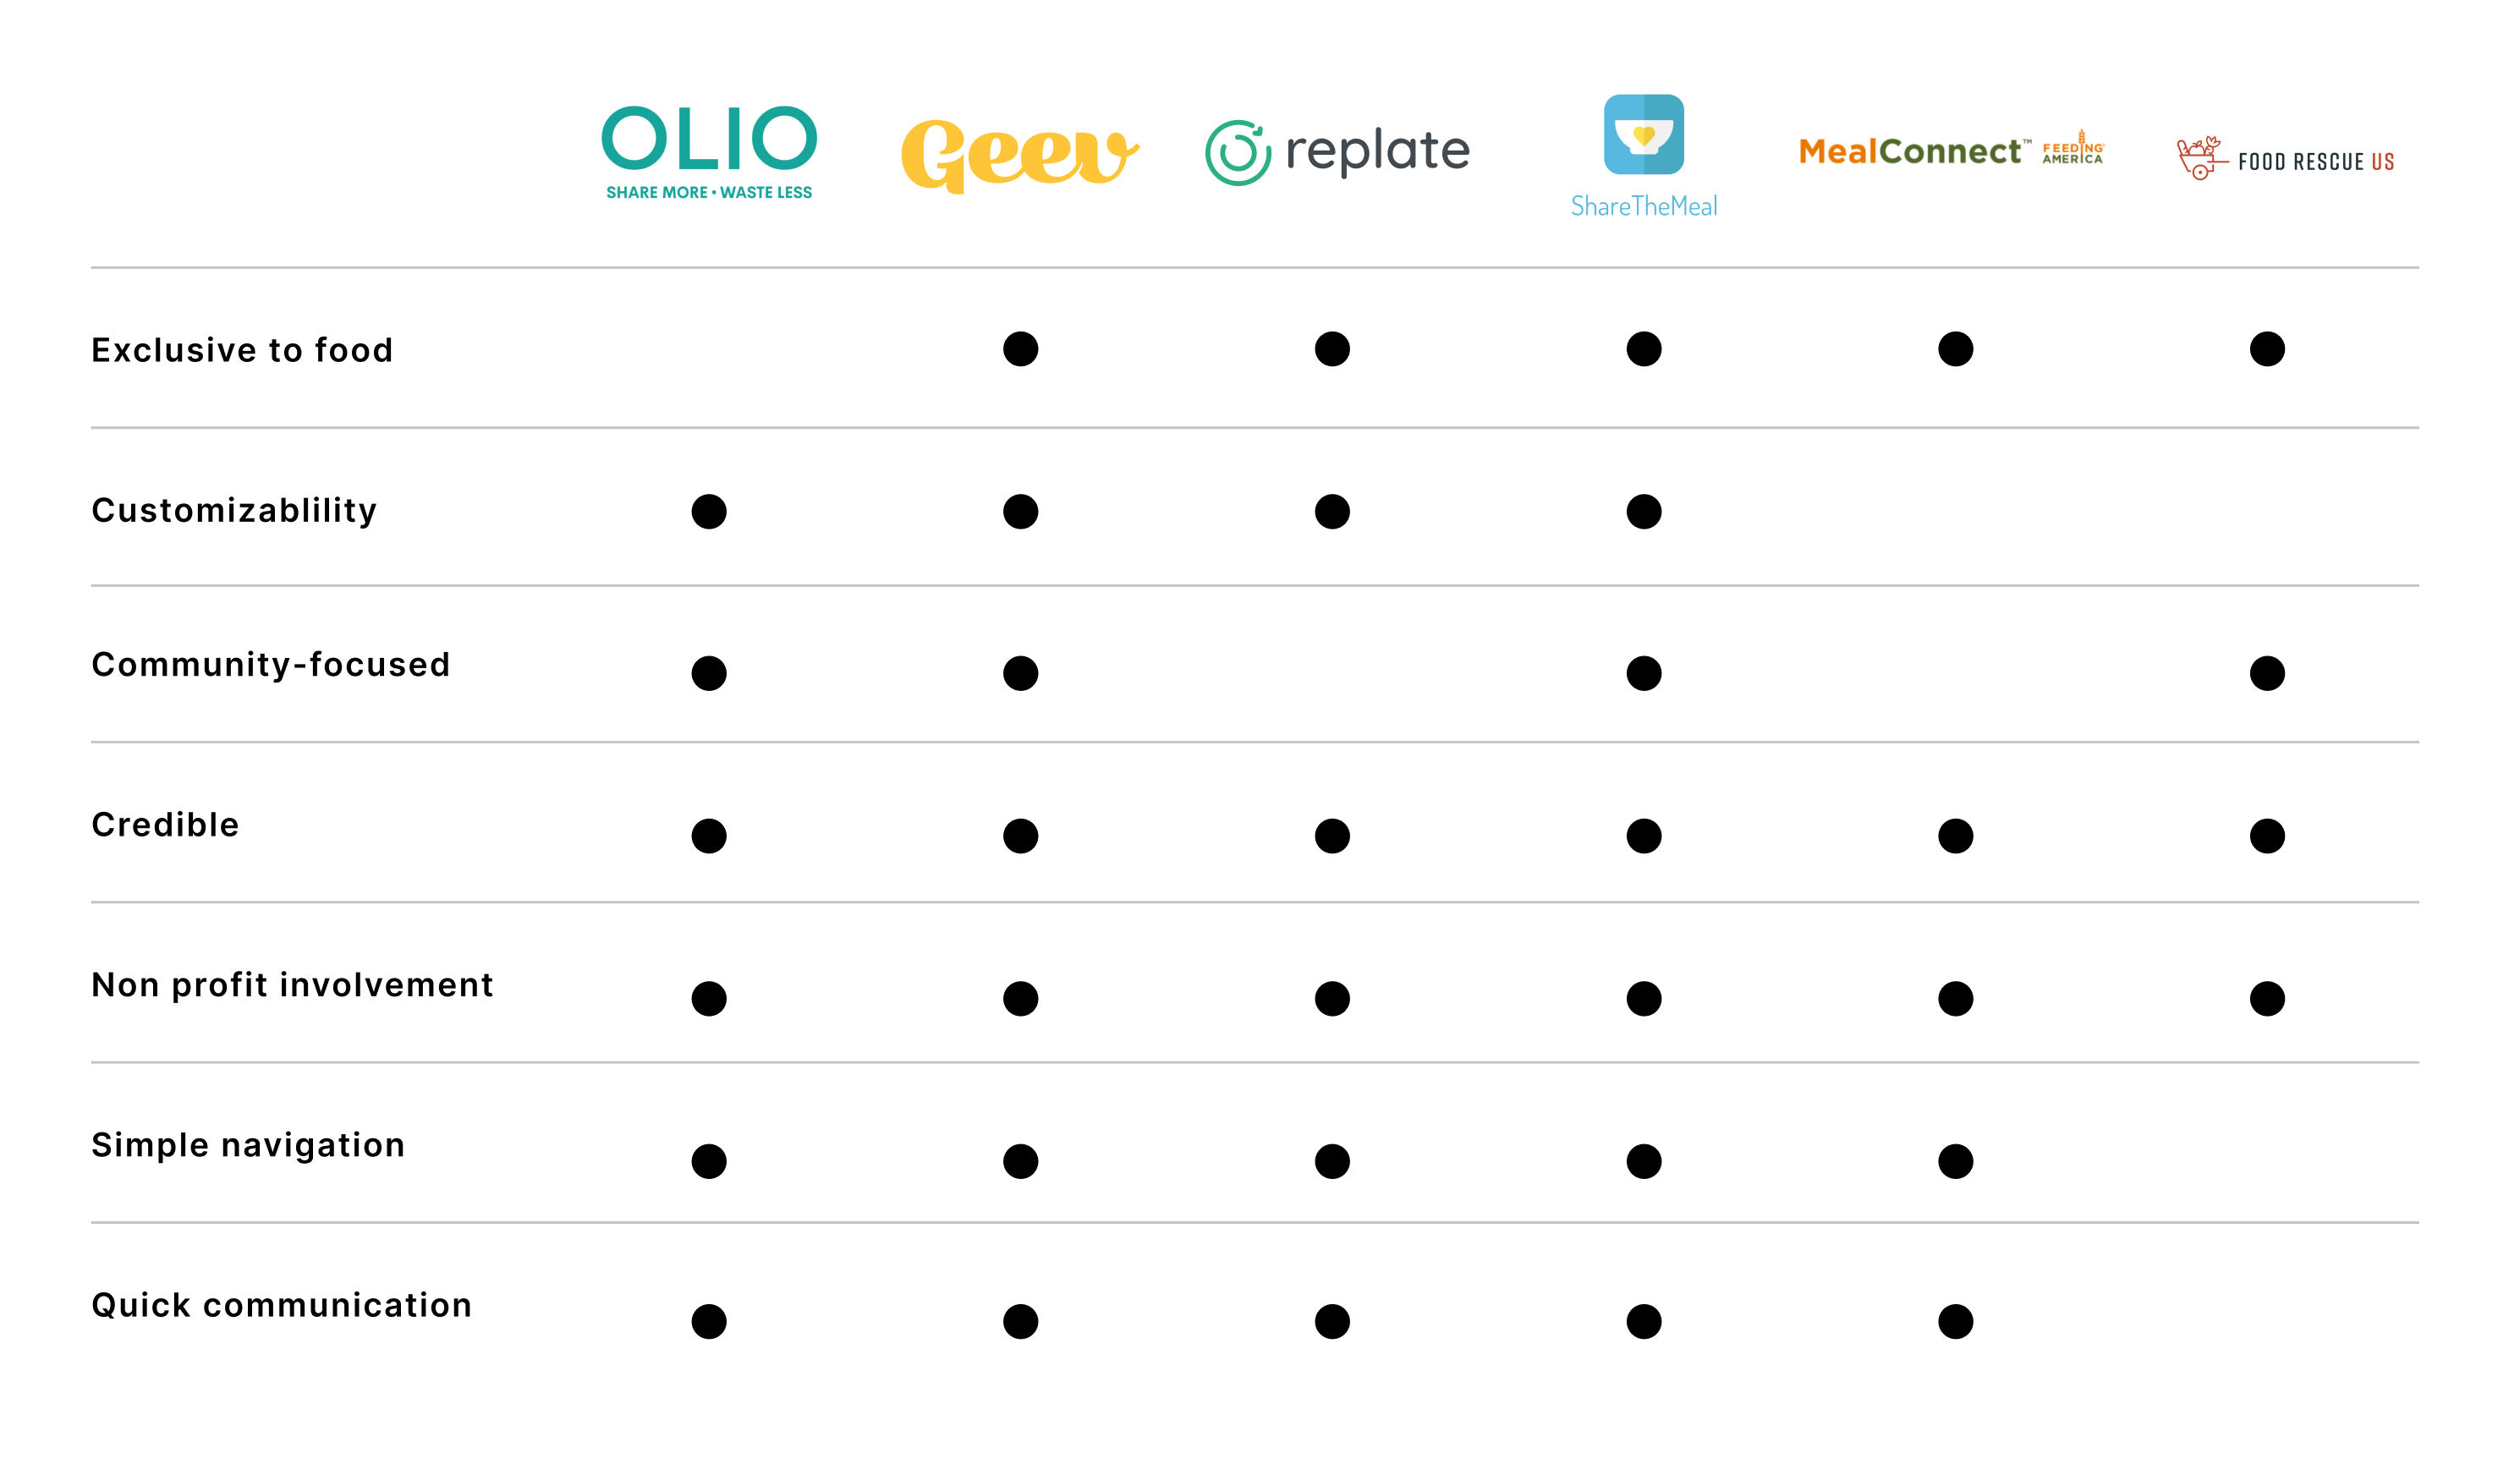 OLIO
SHARE MORE • WASTE LESS
Geev
replate
ShareTheMeal
MealConnect™ FEEDING® AMERICA
FOOD RESCUE US
Exclusive to food
Customizablility
Community-focused
Credible
Non profit involvement
Simple navigation
Quick communication